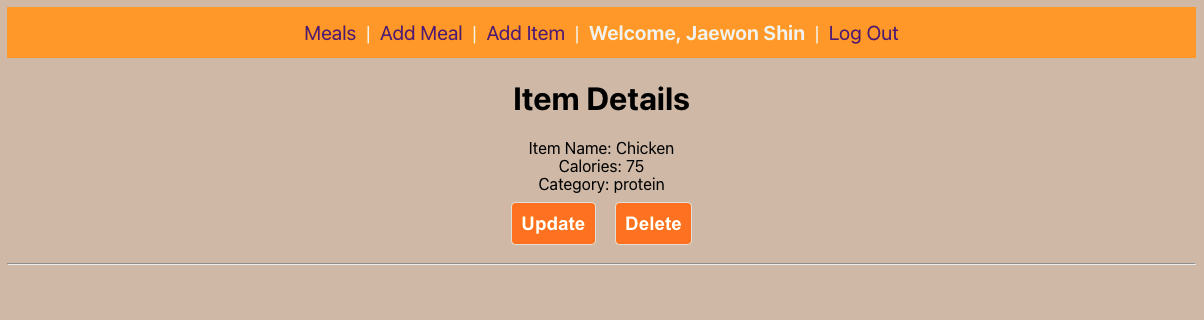 Meals | Add Meal | Add Item | Welcome, Jaewon Shin | Log Out
Item Details
Item Name: Chicken
Calories: 75
Category: protein
Update Delete